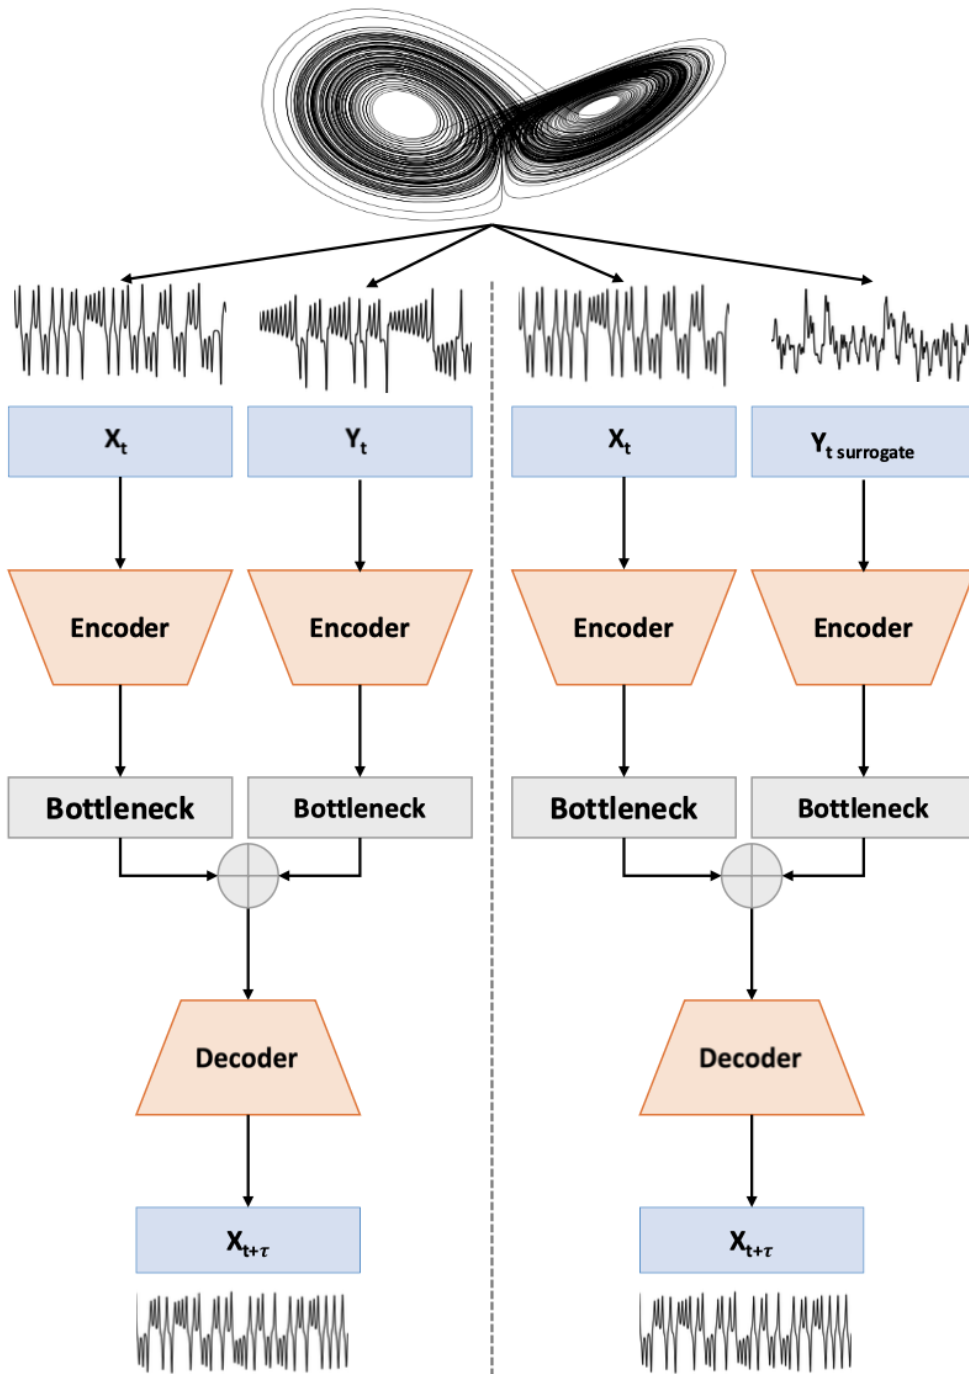 Xt Yt Xt Yt surrogate
Encoder Encoder Encoder Encoder
Bottleneck Bottleneck Bottleneck Bottleneck
Decoder Decoder
Xt+τ Xt+τ